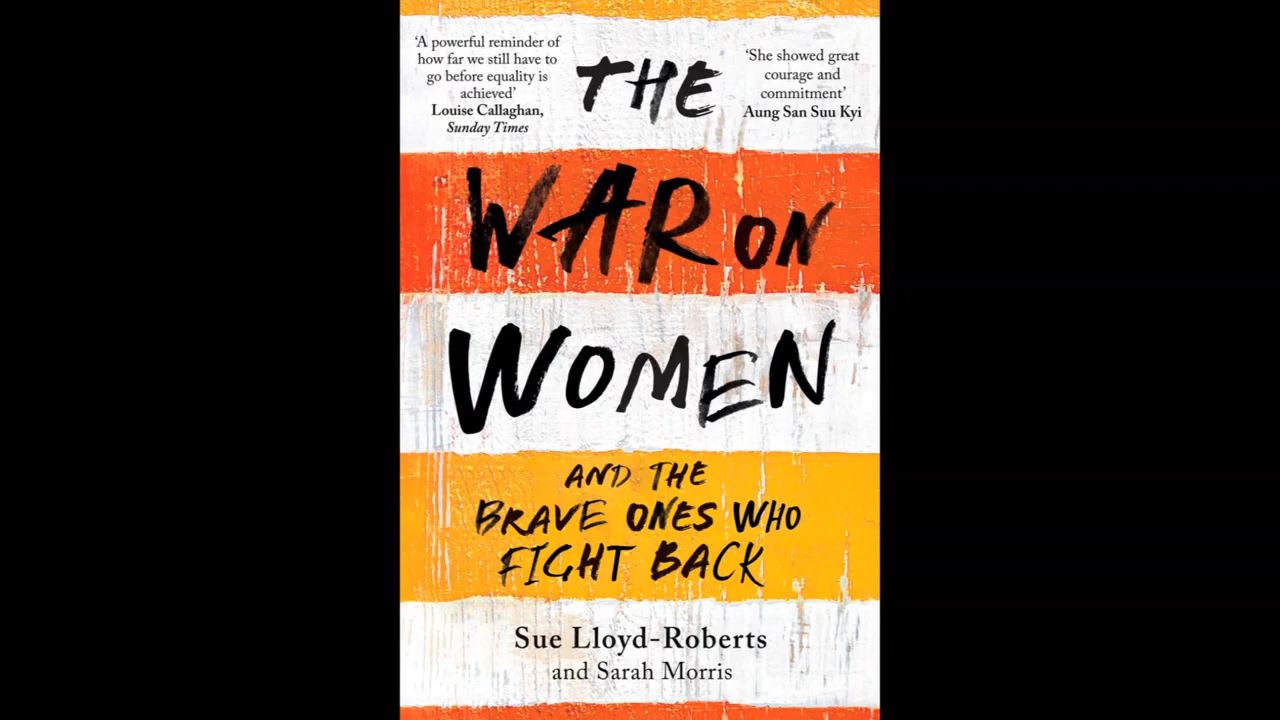 'A powerful reminder of
how far we still have to
go before equality is
achieved'
Louise Callaghan,
Sunday Times
'She showed great
courage and
commitment'
Aung San Suu Kyi
THE
WAR ON
WOMEN
AND THE
BRAVE ONES WHO
FIGHT BACK
Sue Lloyd-Roberts
and Sarah Morris